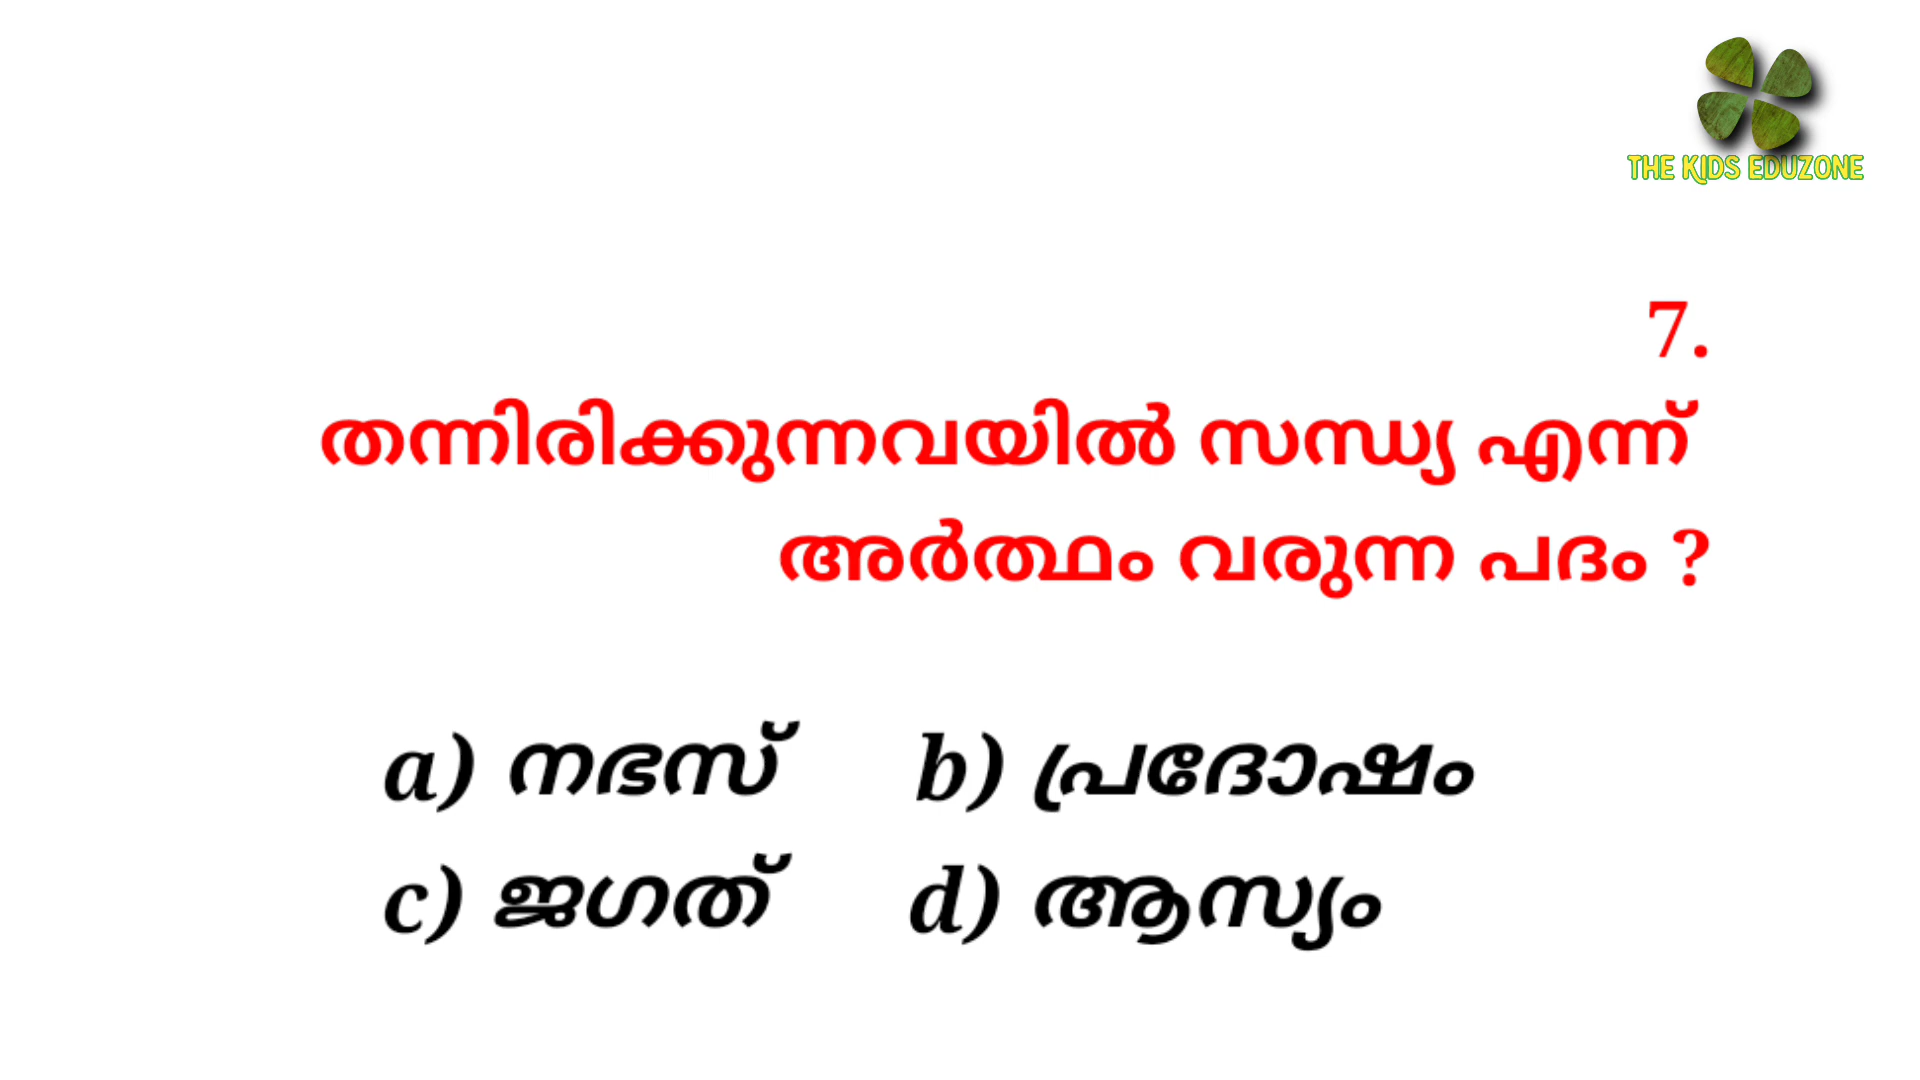 THE KIDS EDUZONE
7.
തന്നിരിക്കുന്നവയിൽ സന്ധ്യ എന്ന്
അർത്ഥം വരുന്ന പദം ?
a) നഭസ് b) പ്രദോഷം
c) ജഗത് d) ആസ്യം